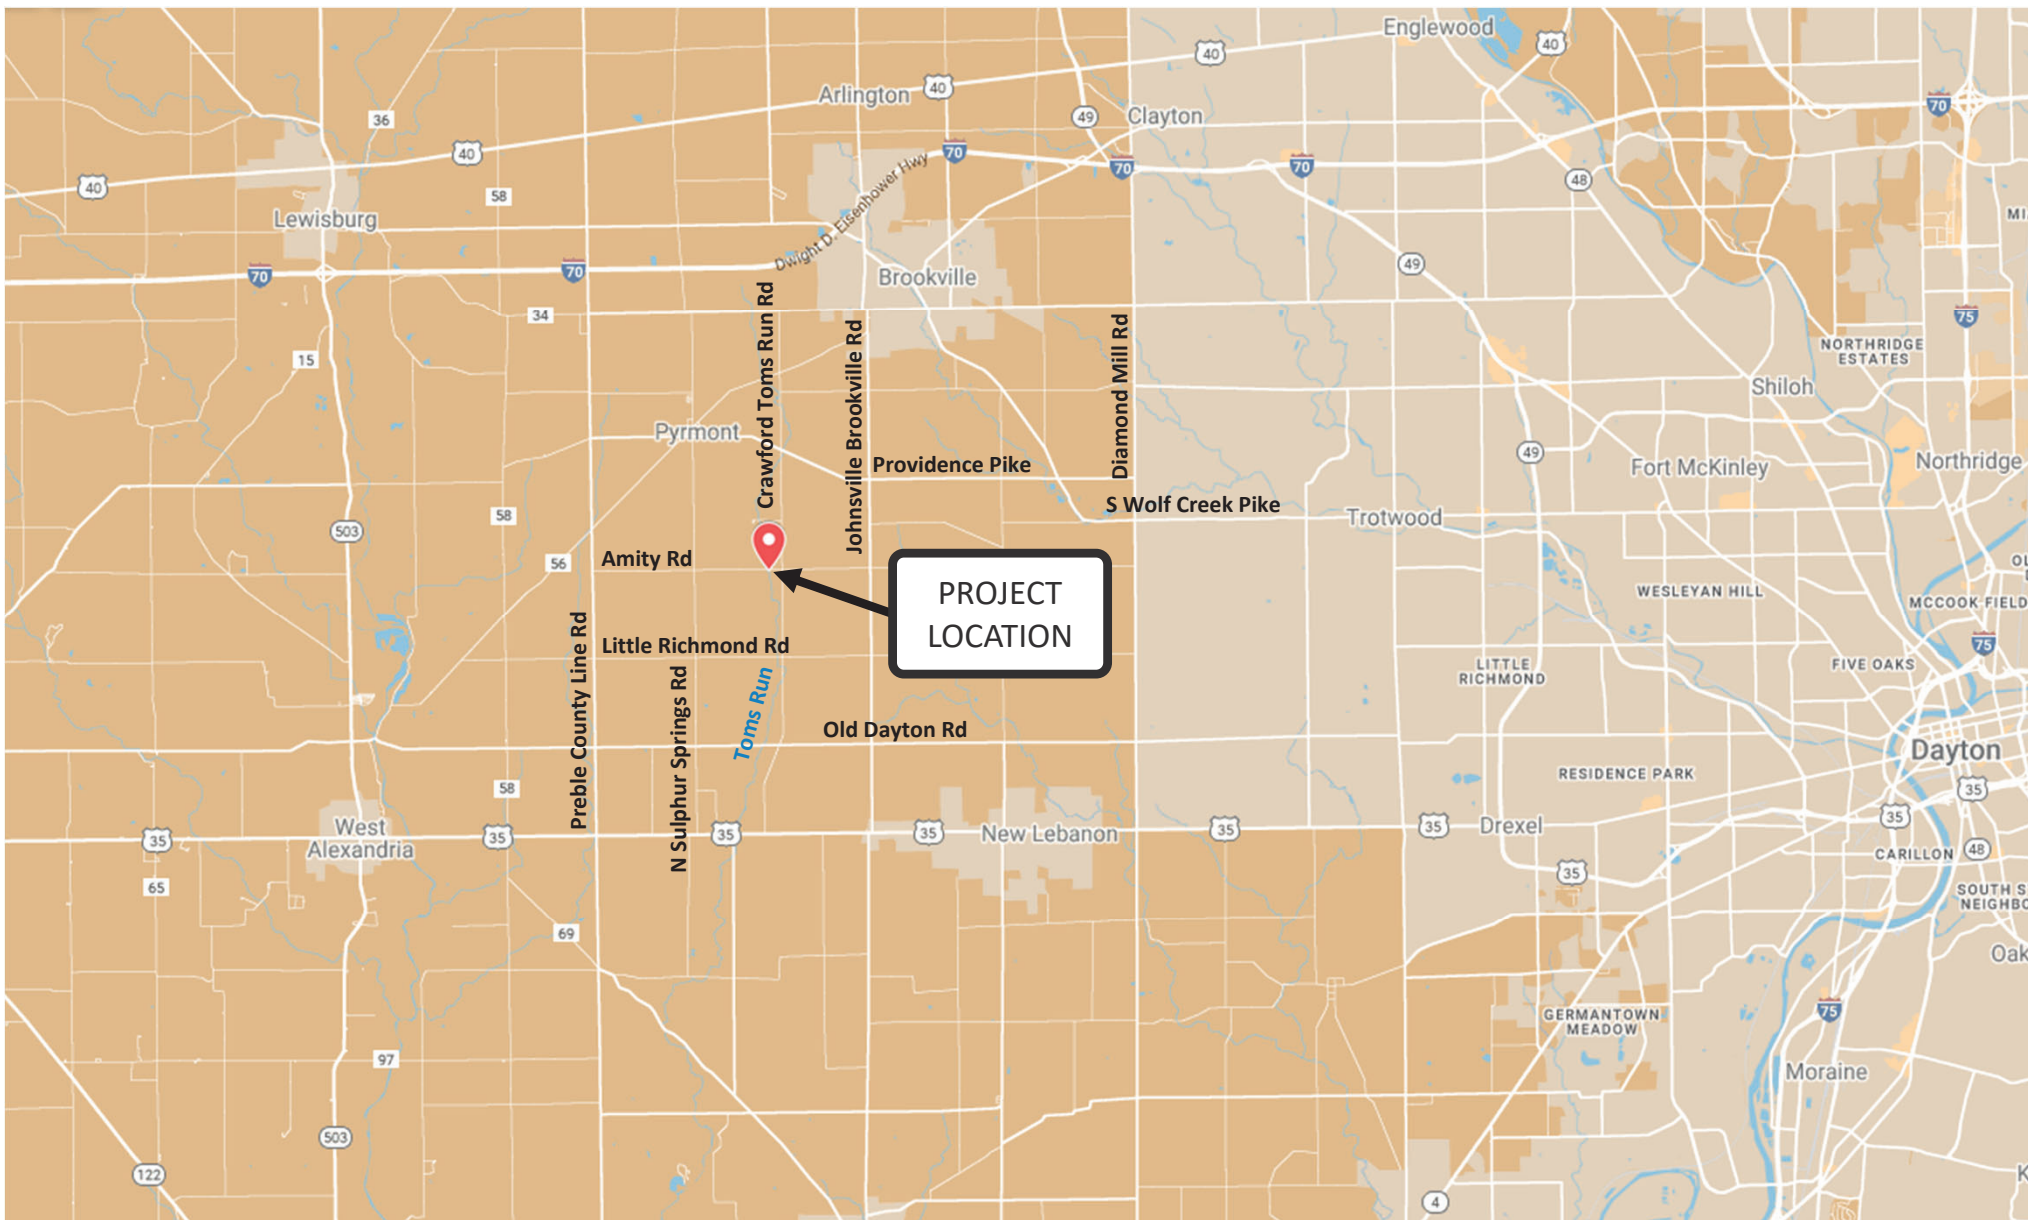 Englewood
40
40
40
Arlington
49
Clayton
70
36
40
70
Dwight D. Eisenhower Hwy
70
70
40
58
48
Lewisburg
MI
70
70
Brookville
49
34
Crawford Toms Run Rd
Johnsville Brookville Rd
Diamond Mill Rd
75
15
NORTHRIDGE
ESTATES
Shiloh
Pyrmont
Providence Pike
49
Fort McKinley
Northridge
503
58
S Wolf Creek Pike
Trotwood
56
Amity Rd
PROJECT
LOCATION
WESLEYAN HILL
MCCOOK FIELD
Preble County Line Rd
Little Richmond Rd
N Sulphur Springs Rd
Toms Run
LITTLE
RICHMOND
FIVE OAKS
75
Old Dayton Rd
Dayton
58
RESIDENCE PARK
35
West
Alexandria
35
35
35
35
New Lebanon
35
35
Drexel
35
35
CARILLON
48
65
SOUTH S
NEIGHBO
69
Oak
GERMANTOWN
MEADOW
75
97
Moraine
503
122
4
K